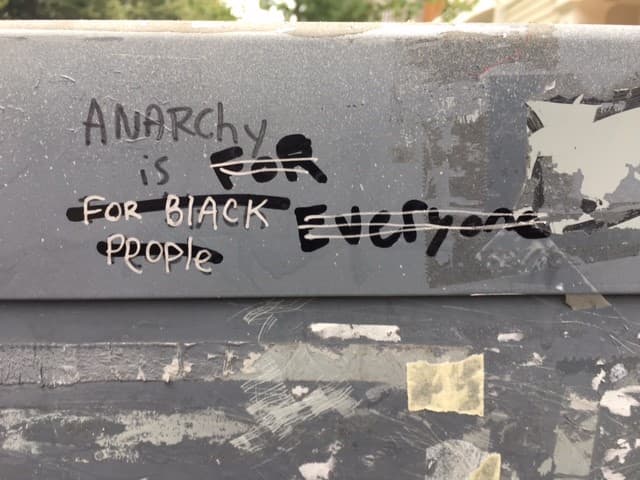 ANARChy
is FOR
FOR BlACK Everyone
PEOPle